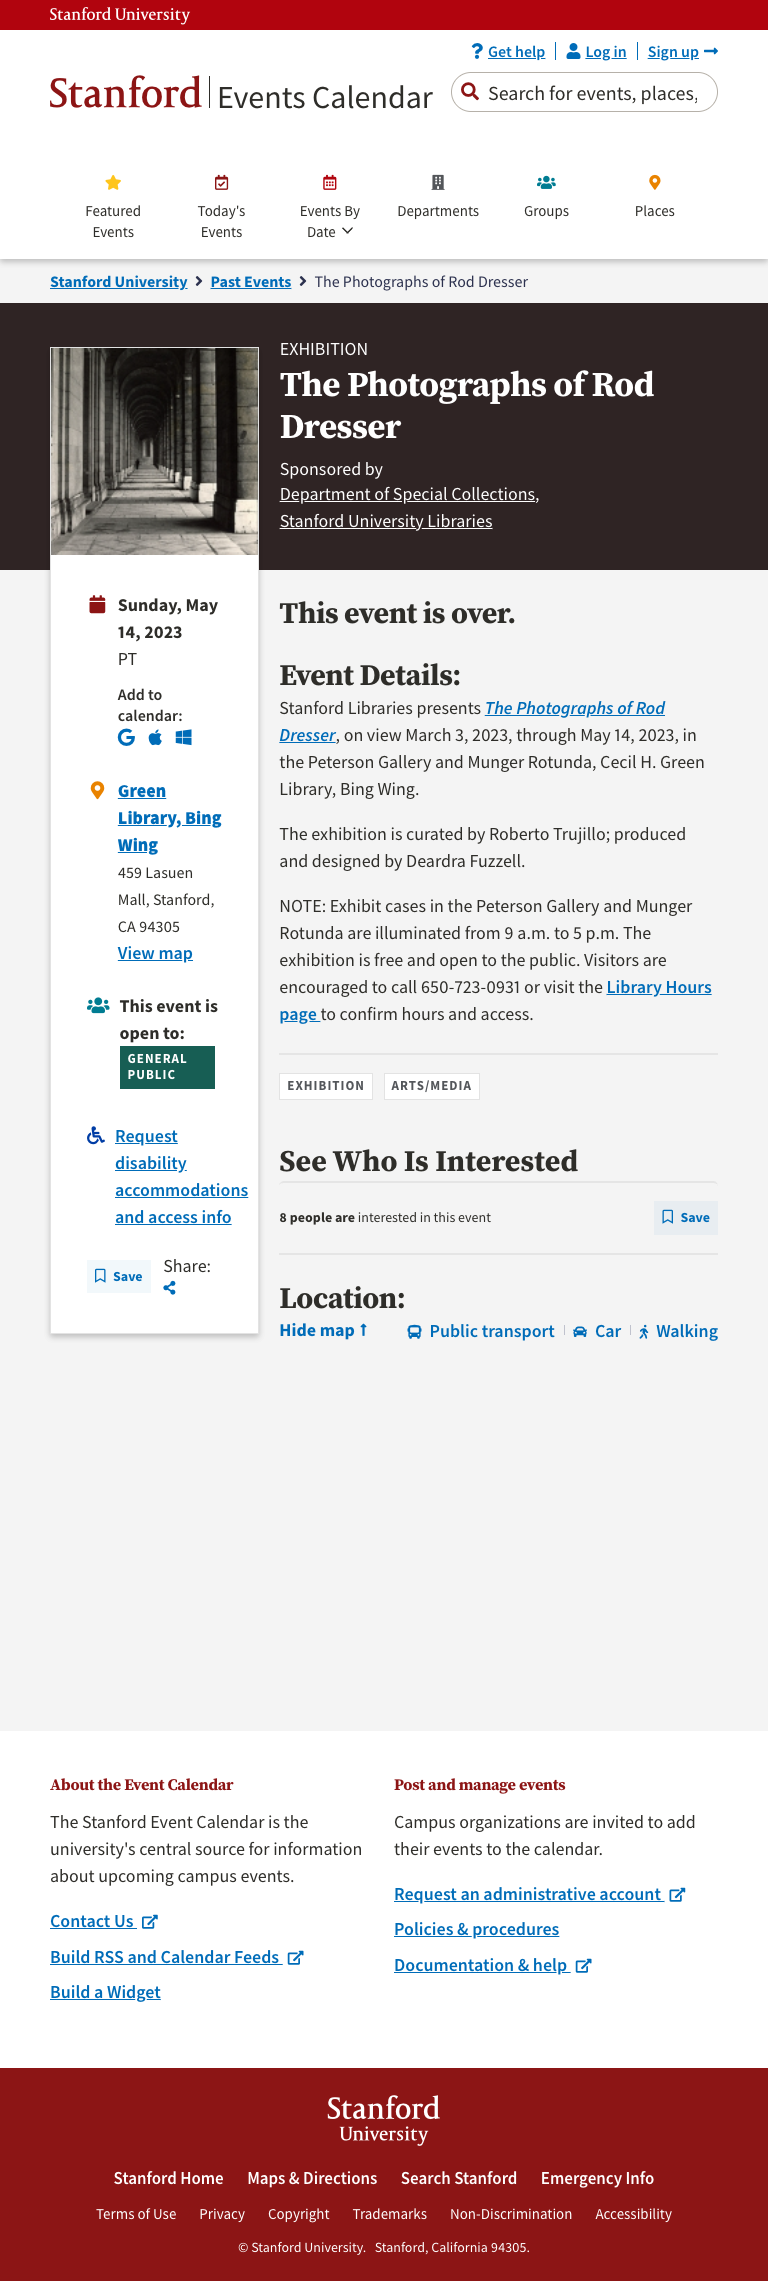 Stanford University
Get help
Log in
Sign up
Stanford
Events Calendar
Search for events, places,
Featured
Events
Today's
Events
Events By
Date
Departments
Groups
Places
Stanford University
Past Events
The Photographs of Rod Dresser
EXHIBITION
The Photographs of Rod
Dresser
Sponsored by
Department of Special Collections,
Stanford University Libraries
Sunday, May
14, 2023
PT
Add to
calendar:
Green
Library, Bing
Wing
459 Lasuen
Mall, Stanford,
CA 94305
View map
This event is
open to:
GENERAL
PUBLIC
Request
disability
accommodations
and access info
Save
Share:
This event is over.
Event Details:
Stanford Libraries presents The Photographs of Rod
Dresser, on view March 3, 2023, through May 14, 2023, in
the Peterson Gallery and Munger Rotunda, Cecil H. Green
Library, Bing Wing.
The exhibition is curated by Roberto Trujillo; produced
and designed by Deardra Fuzzell.
NOTE: Exhibit cases in the Peterson Gallery and Munger
Rotunda are illuminated from 9 a.m. to 5 p.m. The
exhibition is free and open to the public. Visitors are
encouraged to call 650-723-0931 or visit the Library Hours
page to confirm hours and access.
EXHIBITION
ARTS/MEDIA
See Who Is Interested
8 people are interested in this event
Save
Location:
Hide map
Public transport
Car
Walking
About the Event Calendar
The Stanford Event Calendar is the
university's central source for information
about upcoming campus events.
Contact Us
Build RSS and Calendar Feeds
Build a Widget
Post and manage events
Campus organizations are invited to add
their events to the calendar.
Request an administrative account
Policies & procedures
Documentation & help
Stanford
University
Stanford Home
Maps & Directions
Search Stanford
Emergency Info
Terms of Use
Privacy
Copyright
Trademarks
Non-Discrimination
Accessibility
© Stanford University. Stanford, California 94305.